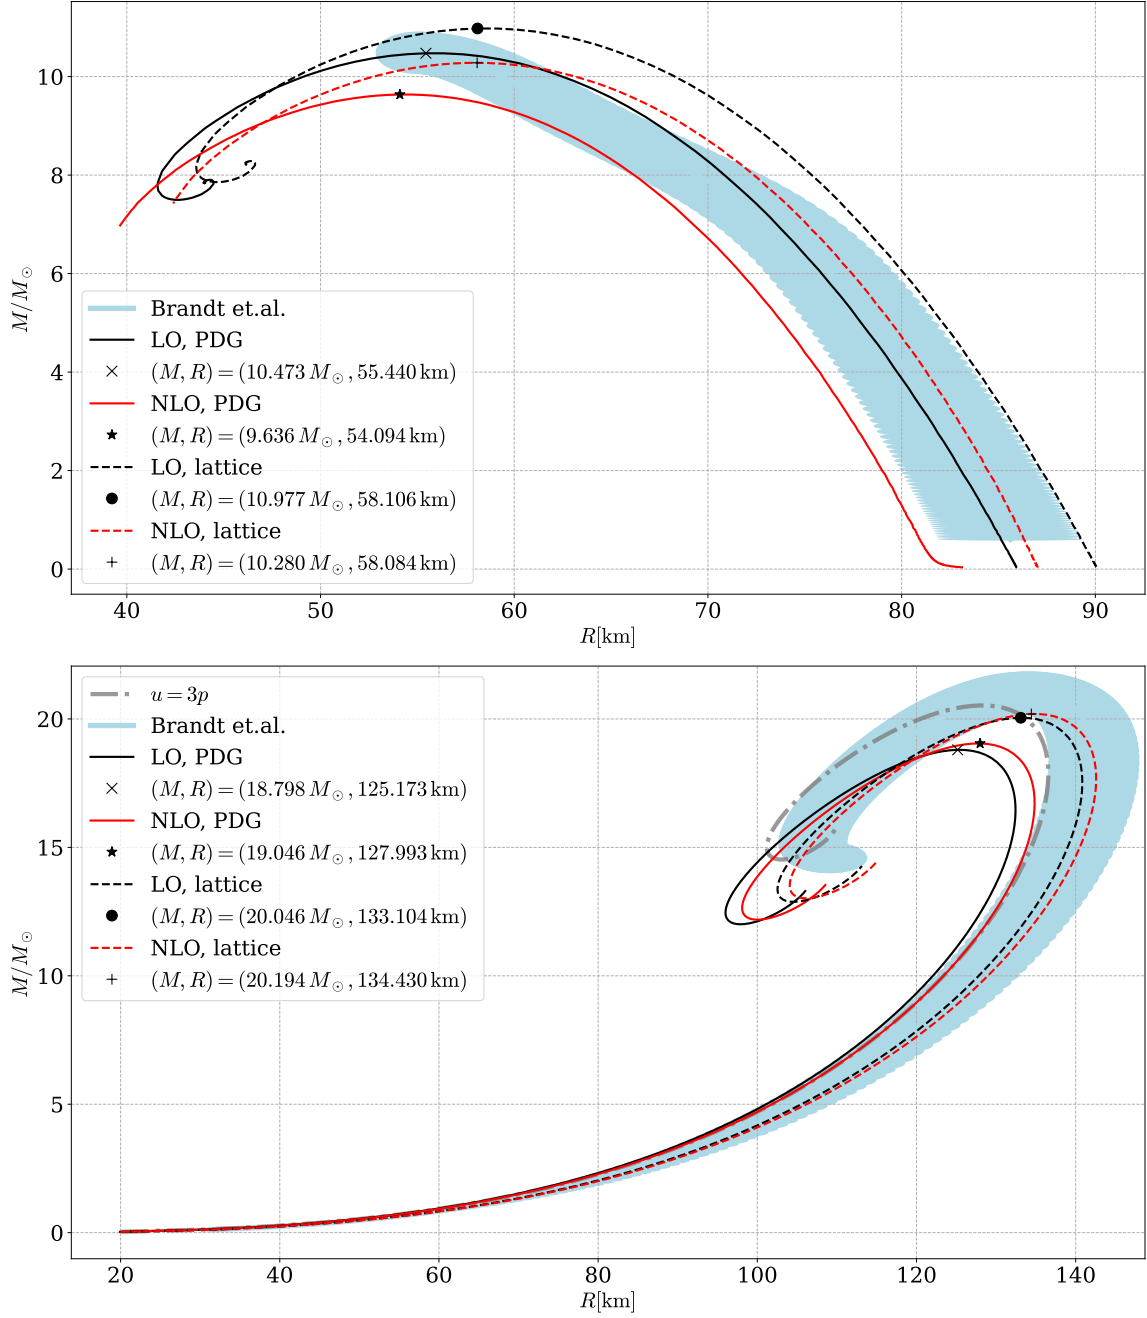 10
8
6
4
2
0
M/M⊙
Brandt et.al.
LO, PDG
(M, R) = (10.473 M⊙, 55.440 km)
NLO, PDG
(M, R) = (9.636 M⊙, 54.094 km)
LO, lattice
(M, R) = (10.977 M⊙, 58.106 km)
NLO, lattice
(M, R) = (10.280 M⊙, 58.084 km)
40 50 60 70 80 90
R[km]
20
15
10
5
0
M/M⊙
u = 3p
Brandt et.al.
LO, PDG
(M, R) = (18.798 M⊙, 125.173 km)
NLO, PDG
(M, R) = (19.046 M⊙, 127.993 km)
LO, lattice
(M, R) = (20.046 M⊙, 133.104 km)
NLO, lattice
(M, R) = (20.194 M⊙, 134.430 km)
20 40 60 80 100 120 140
R[km]